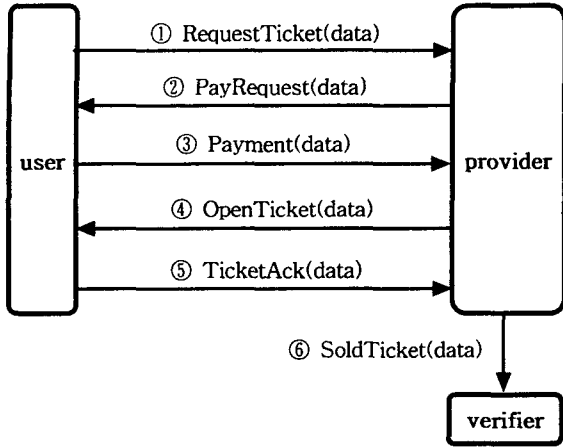 ① RequestTicket(data)
② PayRequest(data)
③ Payment(data)
user
provider
④ OpenTicket(data)
⑤ TicketAck(data)
⑥ SoldTicket(data)
verifier